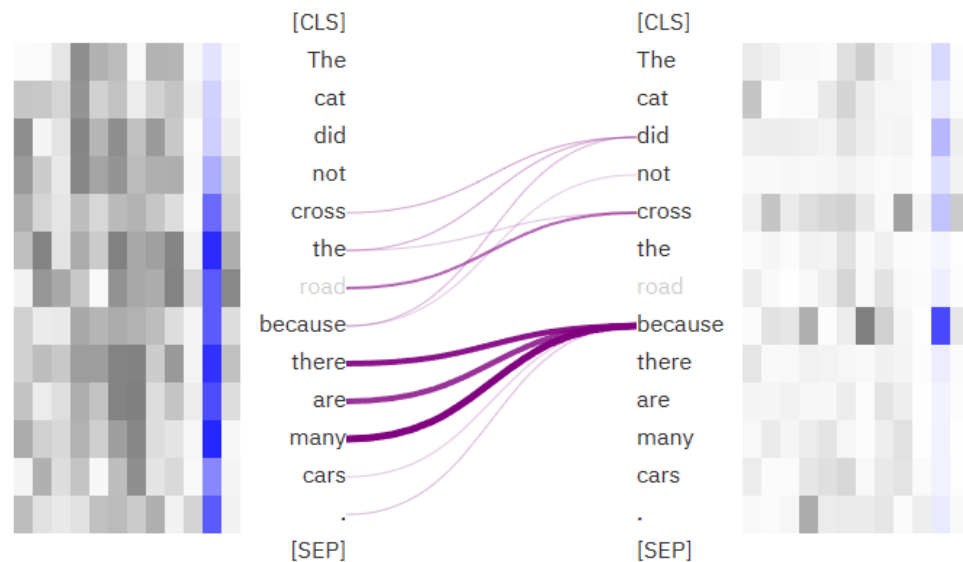 [CLS] [CLS]
The The
cat cat
did did
not not
cross cross
the the
road road
because because
there there
are are
many many
cars cars
. .
[SEP] [SEP]